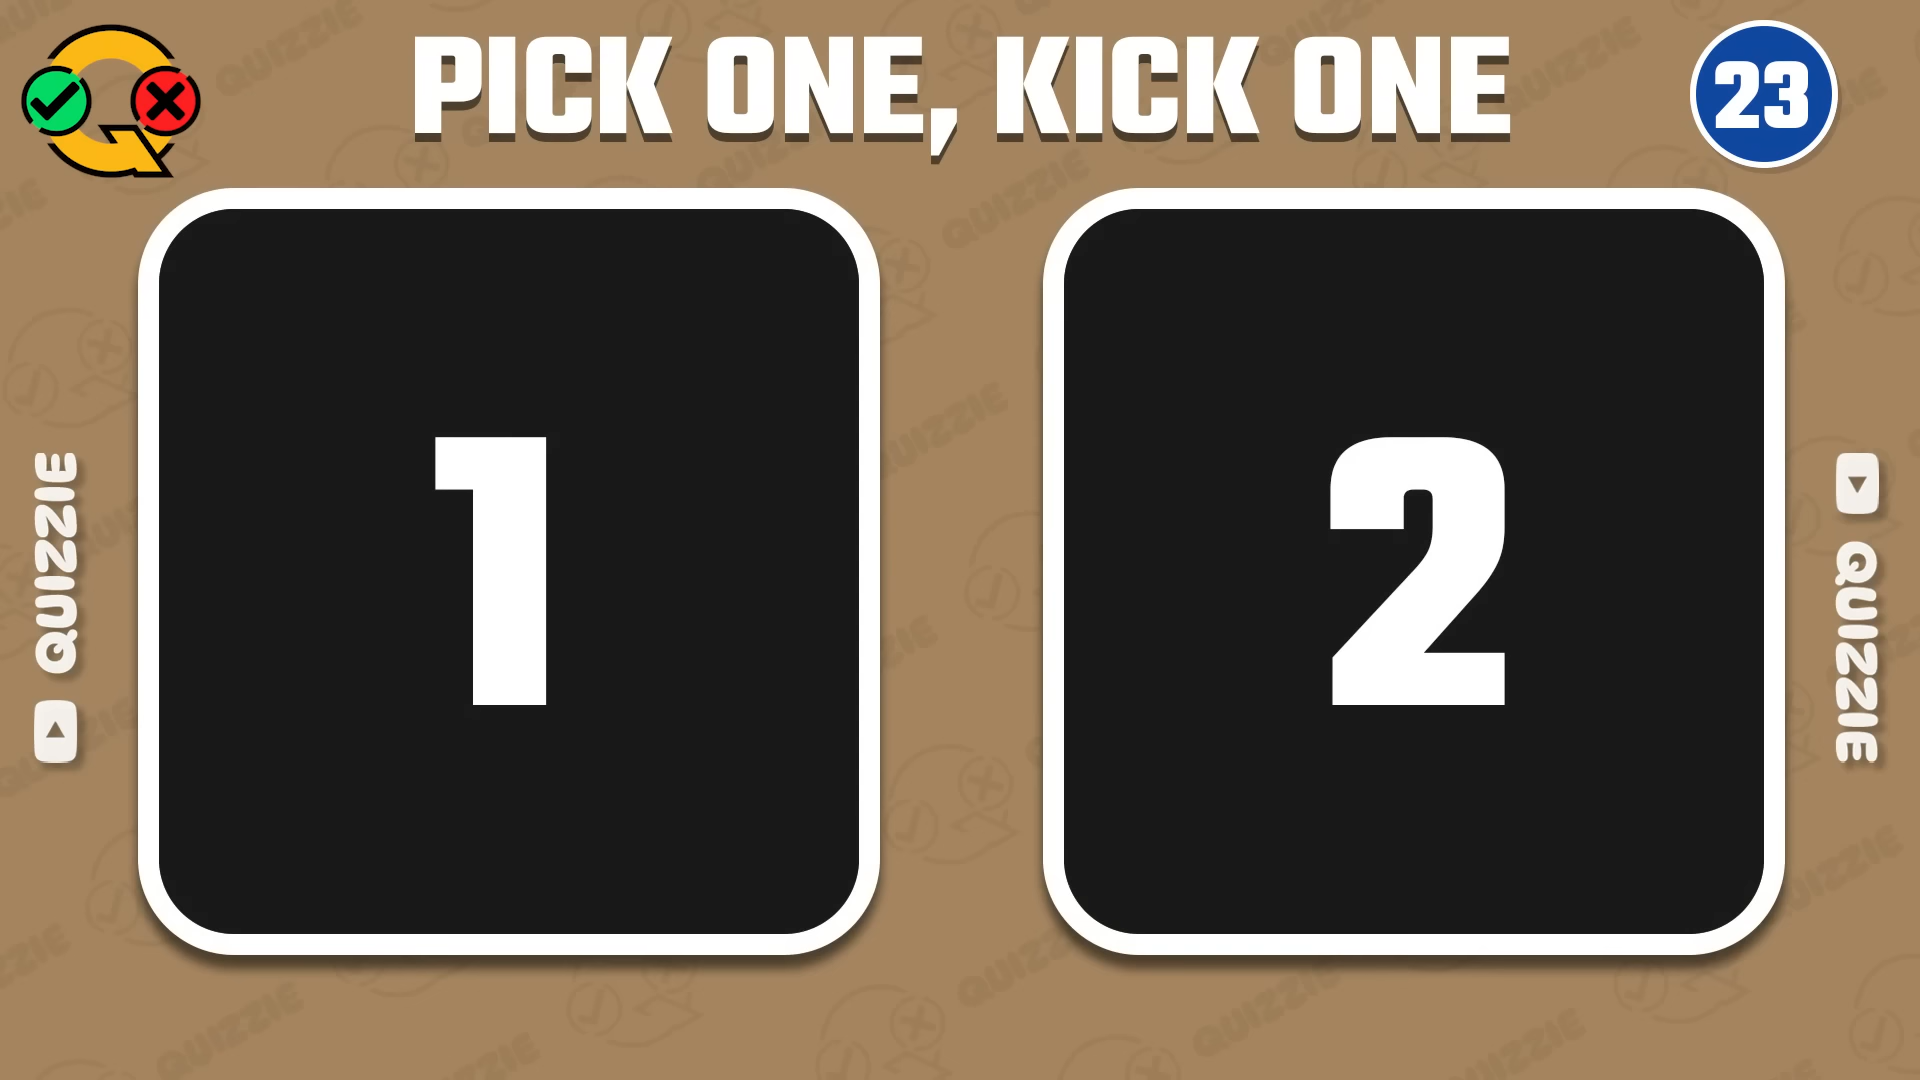 PICK ONE, KICK ONE
23
1
2
QUIZZIE
QUIZZIE